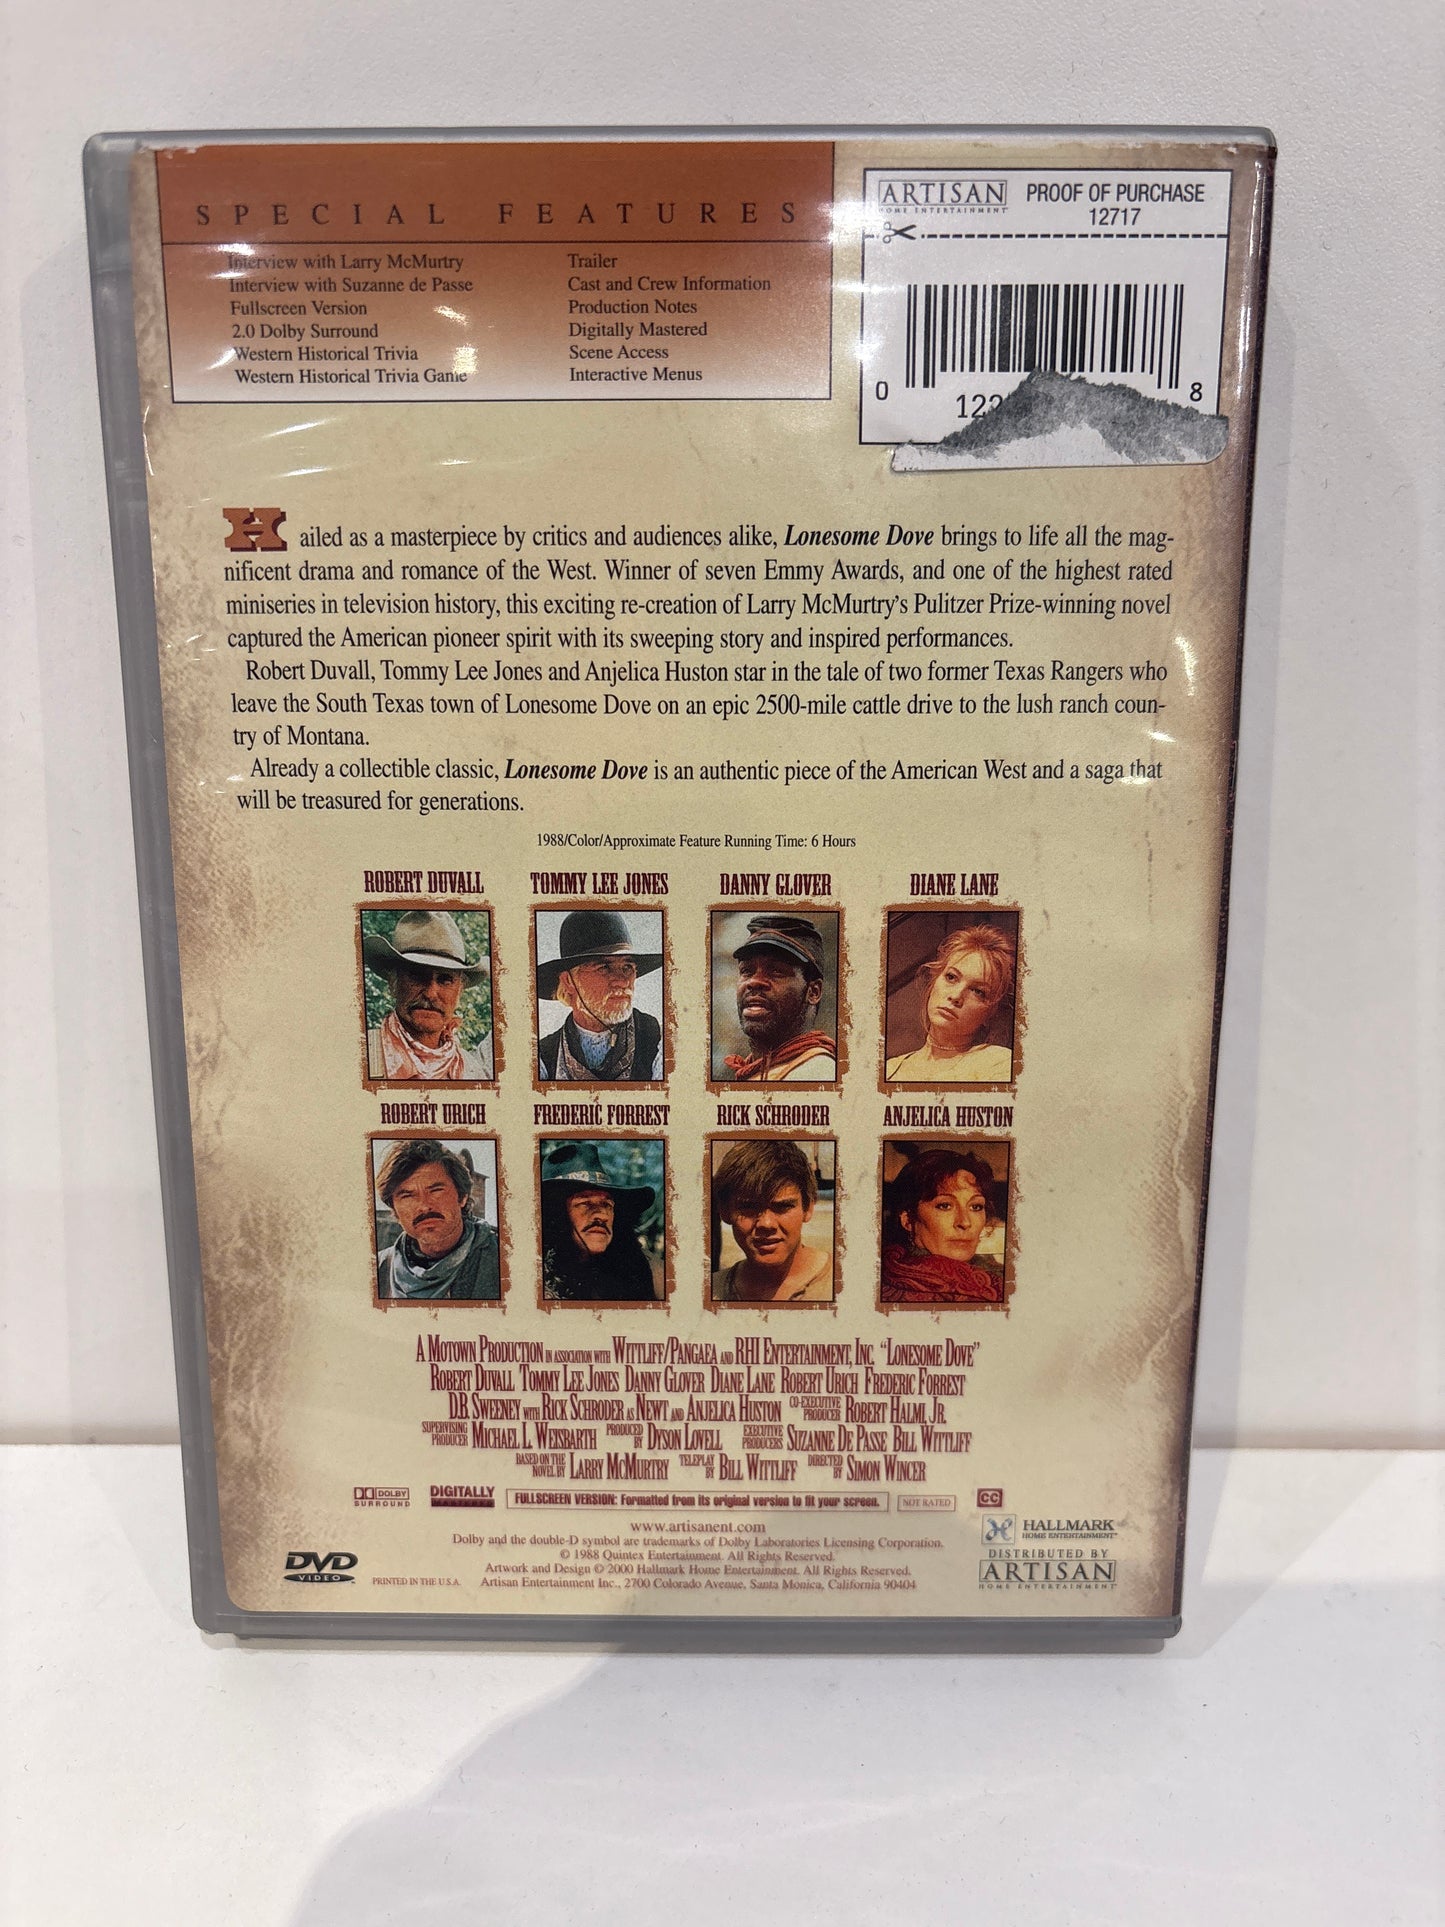 SPECIAL FEATURES
Interview with Larry McMurtry
Interview with Suzanne de Passe
Fullscreen Version
2.0 Dolby Surround
Western Historical Trivia
Western Historical Trivia Game
Trailer
Cast and Crew Information
Production Notes
Digitally Mastered
Scene Access
Interactive Menus
ARTISAN
HOME ENTERTAINMENT
PROOF OF PURCHASE
12717
0 8
Hailed as a masterpiece by critics and audiences alike, Lonesome Dove brings to life all the mag-
nificent drama and romance of the West. Winner of seven Emmy Awards, and one of the highest rated
miniseries in television history, this exciting re-creation of Larry McMurtry's Pulitzer Prize-winning novel
captured the American pioneer spirit with its sweeping story and inspired performances.
Robert Duvall, Tommy Lee Jones and Anjelica Huston star in the tale of two former Texas Rangers who
leave the South Texas town of Lonesome Dove on an epic 2500-mile cattle drive to the lush ranch coun-
try of Montana.
Already a collectible classic, Lonesome Dove is an authentic piece of the American West and a saga that
will be treasured for generations.
1988/Color/Approximate Feature Running Time: 6 Hours
ROBERT DUVALL TOMMY LEE JONES DANNY GLOVER DIANE LANE
ROBERT URICH FREDERIC FORREST RICK SCHRODER ANJELICA HUSTON
A MOTOWN PRODUCTION IN ASSOCIATION WITH WITTLIFF/PANGAEA AND RHI ENTERTAINMENT, INC. "LONESOME DOVE"
ROBERT DUVALL TOMMY LEE JONES DANNY GLOVER DIANE LANE ROBERT URICH FREDERIC FORREST
D.B. SWEENEY WITH RICK SCHRODER AS NEWT AND ANJELICA HUSTON CO-EXECUTIVE PRODUCER ROBERT HALMI, JR.
SUPERVISING PRODUCER MICHAEL L. WEISBARTH PRODUCED BY DYSON LOVELL EXECUTIVE PRODUCERS SUZANNE DE PASSE BILL WITTLIFF
BASED ON THE NOVEL BY LARRY MCMURTRY TELEPLAY BY BILL WITTLIFF DIRECTED BY SIMON WINCER
DOLBY SURROUND DIGITALLY MASTERED FULLSCREEN VERSION: Formatted from its original version to fit your screen. NOT RATED CC
www.artisanent.com
Dolby and the double-D symbol are trademarks of Dolby Laboratories Licensing Corporation.
© 1988 Quintex Entertainment. All Rights Reserved.
Artwork and Design © 2000 Hallmark Home Entertainment. All Rights Reserved.
Artisan Entertainment Inc., 2700 Colorado Avenue, Santa Monica, California 90404
DVD
VIDEO
PRINTED IN THE U.S.A.
HALLMARK
HOME ENTERTAINMENT
DISTRIBUTED BY
ARTISAN
HOME ENTERTAINMENT